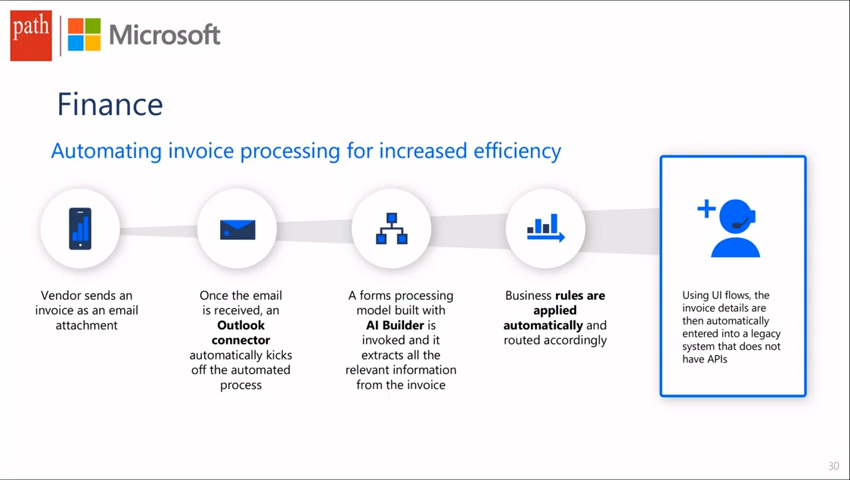 path
Microsoft
Finance
Automating invoice processing for increased efficiency
Vendor sends an
invoice as an email
attachment
Once the email
is received, an
Outlook
connector
automatically kicks
off the automated
process
A forms processing
model built with
AI Builder is
invoked and it
extracts all the
relevant information
from the invoice
Business rules are
applied
automatically and
routed accordingly
Using UI flows, the
invoice details are
then automatically
entered into a legacy
system that does not
have APIs
30